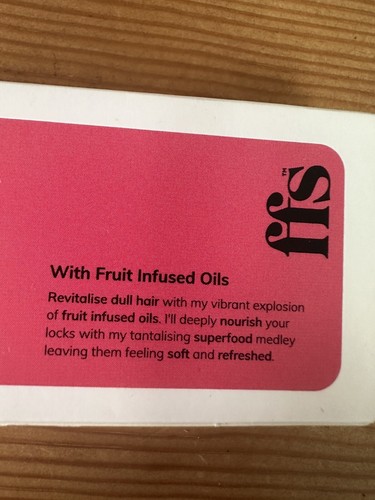 ffs™
With Fruit Infused Oils
Revitalise dull hair with my vibrant explosion
of fruit infused oils. I'll deeply nourish your
locks with my tantalising superfood medley
leaving them feeling soft and refreshed.